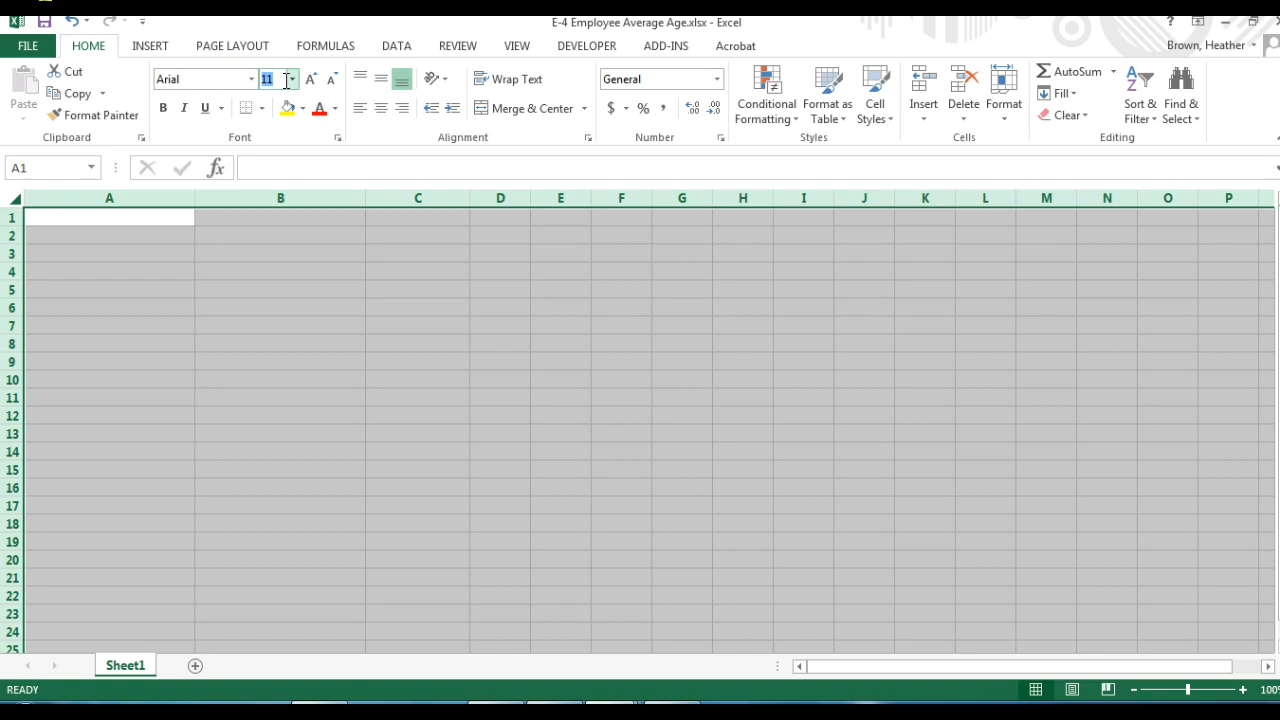 E-4 Employee Average Age.xlsx - Excel
FILE HOME INSERT PAGE LAYOUT FORMULAS DATA REVIEW VIEW DEVELOPER ADD-INS Acrobat Brown, Heather
Paste
Cut
Copy
Format Painter
Clipboard
Arial 11
B I U A
Font
Wrap Text
Merge & Center
Alignment
General
$ % ,
Number
Conditional Formatting
Format as Table
Cell Styles
Styles
Insert
Delete
Format
Cells
AutoSum
Fill
Clear
Sort & Filter
Find & Select
Editing
A1 fx
A B C D E F G H I J K L M N O P
1
2
3
4
5
6
7
8
9
10
11
12
13
14
15
16
17
18
19
20
21
22
23
24
25
Sheet1
READY 100%